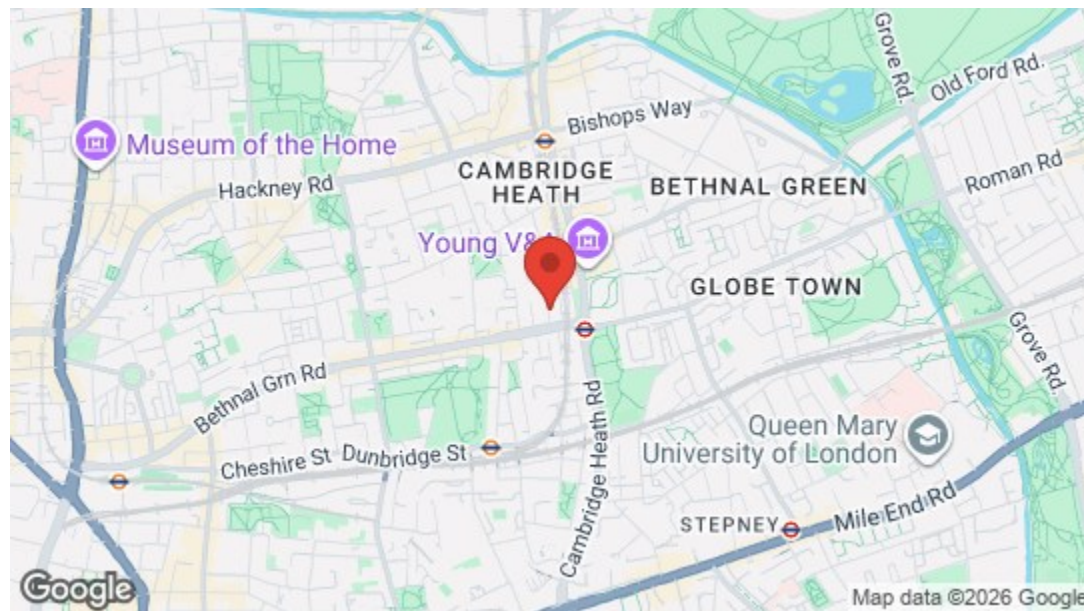 Grove Rd.
Old Ford Rd.
Bishops Way
Museum of the Home
CAMBRIDGE
HEATH
Hackney Rd
BETHNAL GREEN
Roman Rd
Young V&A
GLOBE TOWN
Grove Rd.
Bethnal Grn Rd
Cambridge Heath Rd
Queen Mary
University of London
Cheshire St
Dunbridge St
STEPNEY
Mile End Rd
Google
Map data ©2026 Google